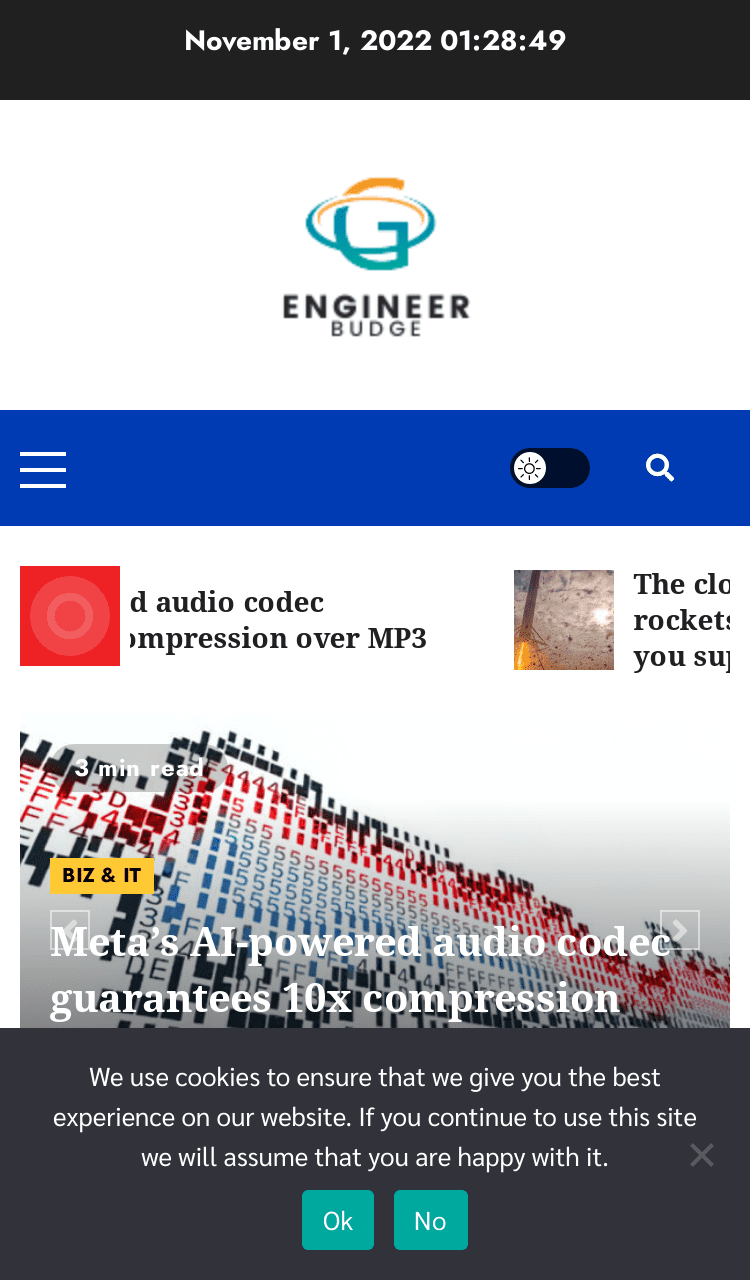 November 1, 2022 01:28:49
ENGINEER
BUDGE
d audio codec
ompression over MP3
The clo
rockets
you sup
3 min read
BIZ & IT
Meta’s AI-powered audio codec
guarantees 10x compression
We use cookies to ensure that we give you the best
experience on our website. If you continue to use this site
we will assume that you are happy with it.
Ok
No